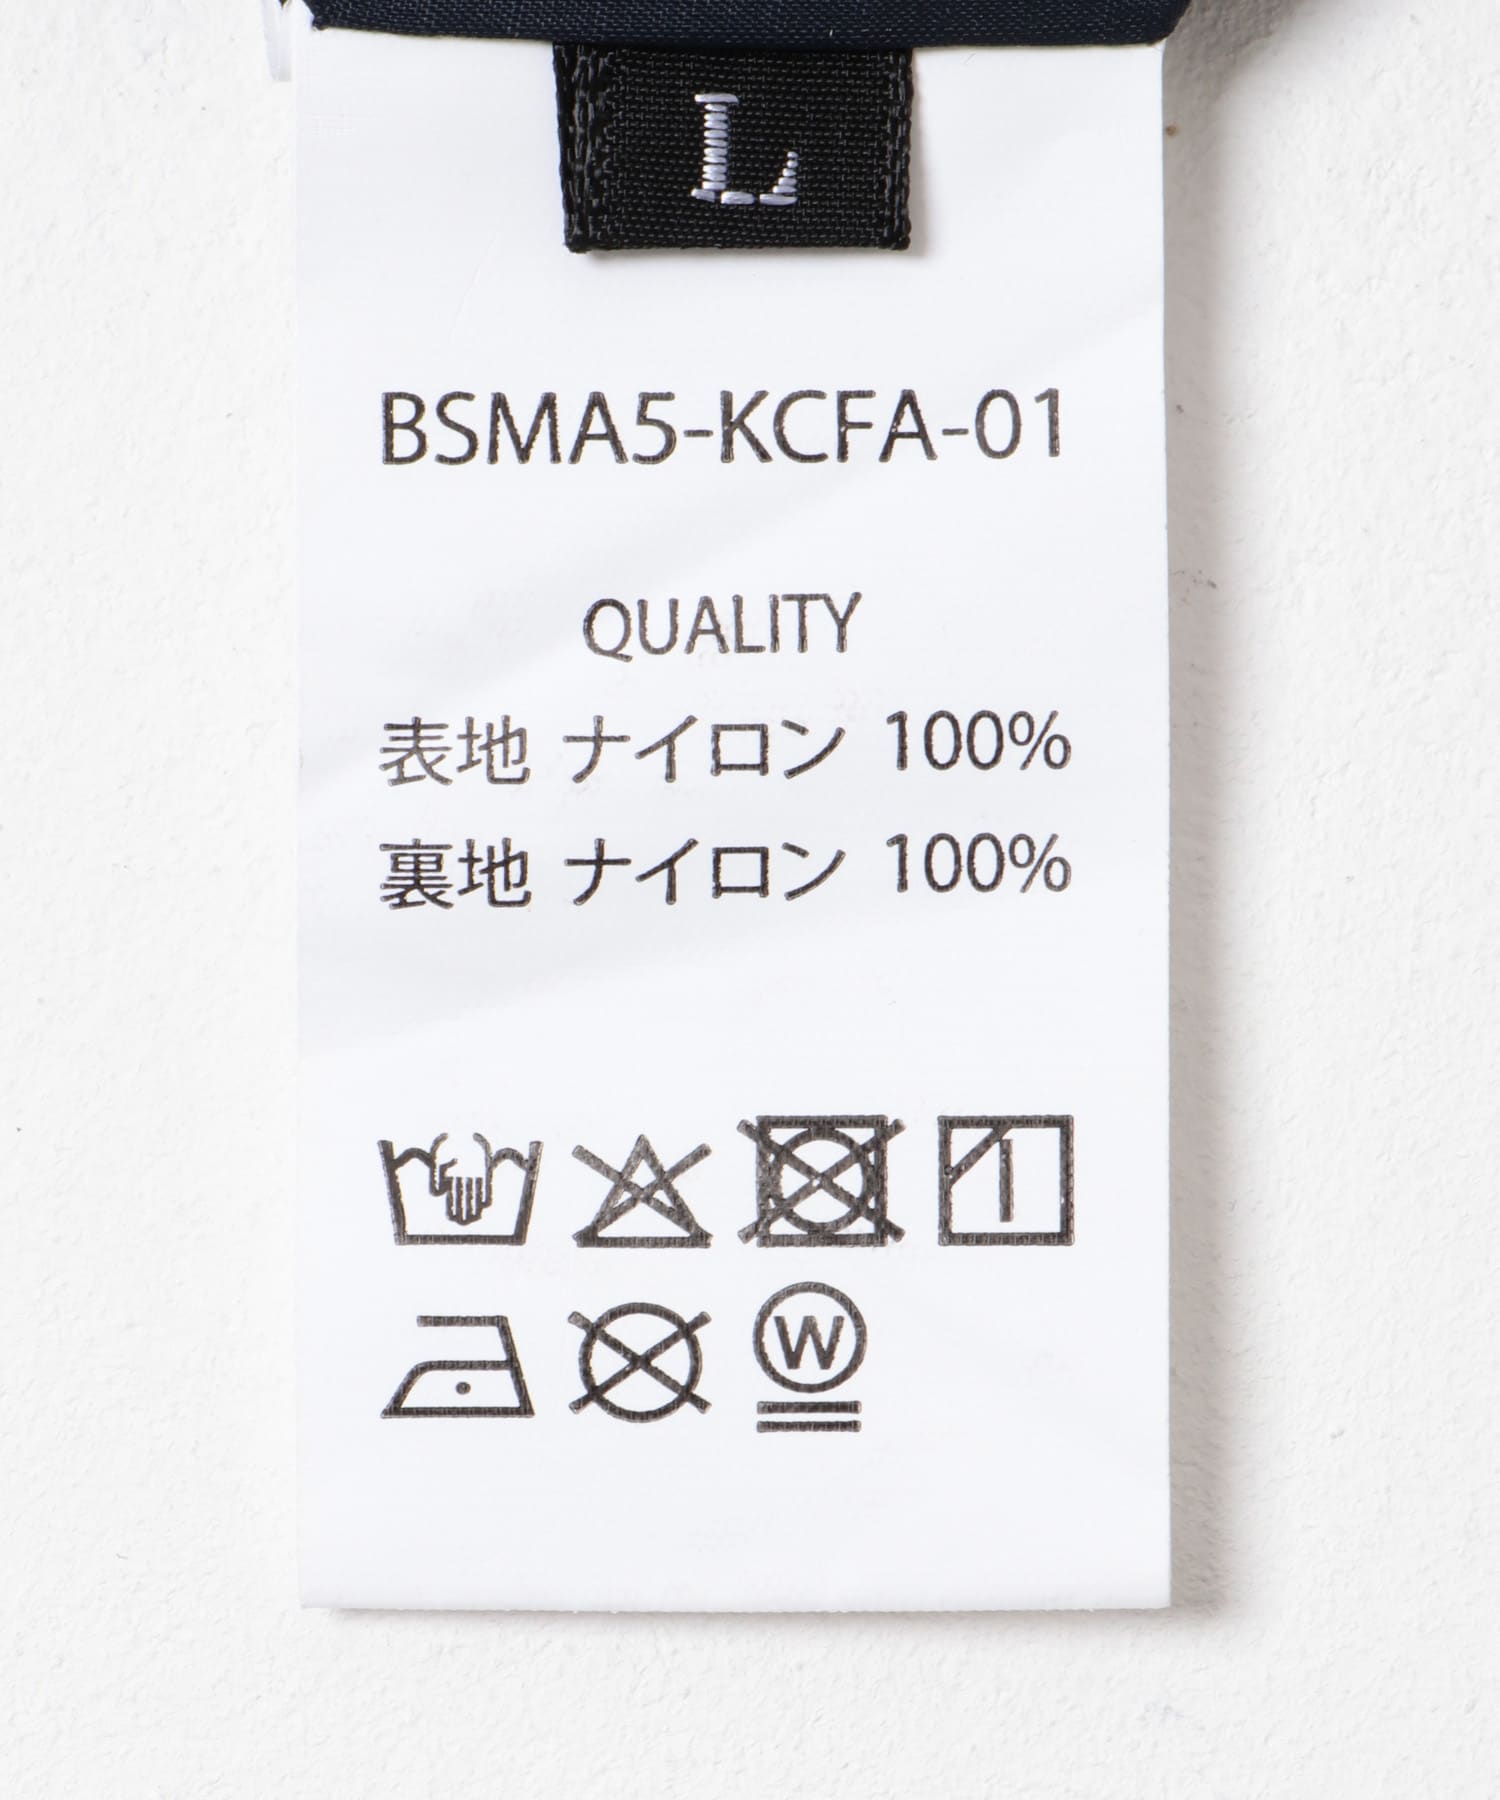 L
BSMA5-KCFA-01
QUALITY
表地 ナイロン 100%
裏地 ナイロン 100%
W